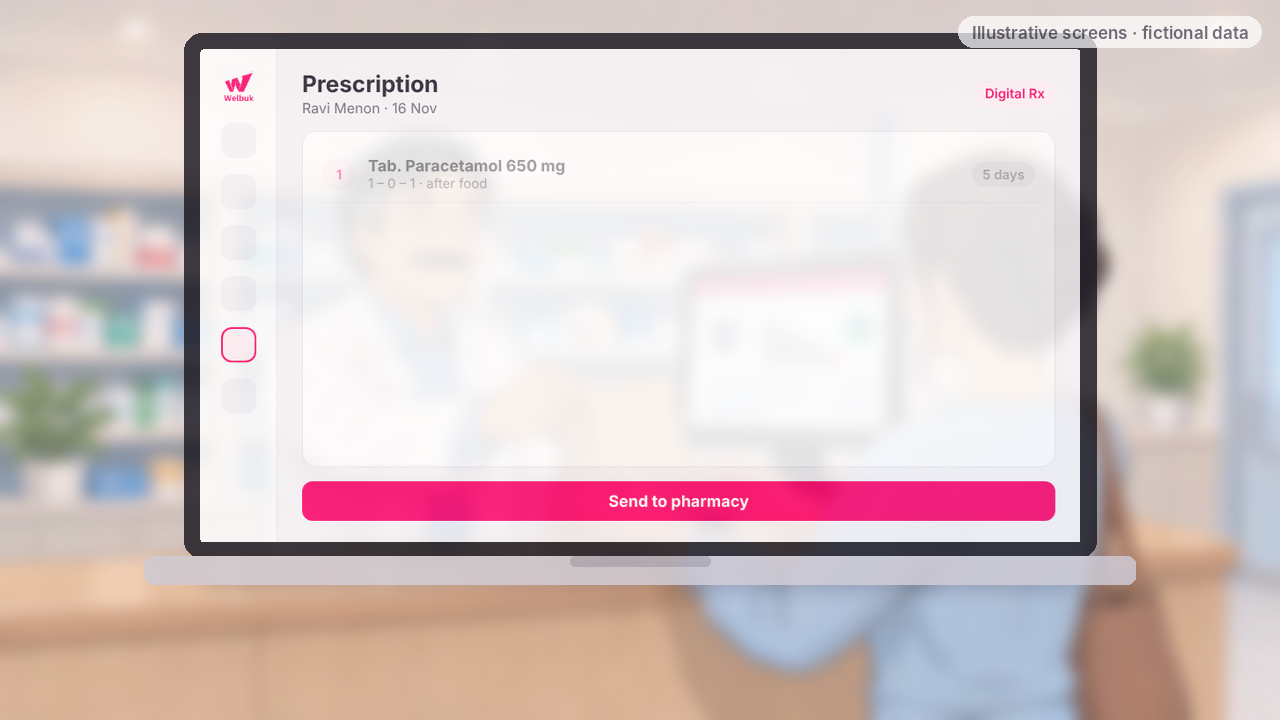 Illustrative screens · fictional data
Welbuk
Prescription
Ravi Menon · 16 Nov
Digital Rx
1
Tab. Paracetamol 650 mg
1 – 0 – 1 · after food
5 days
Send to pharmacy